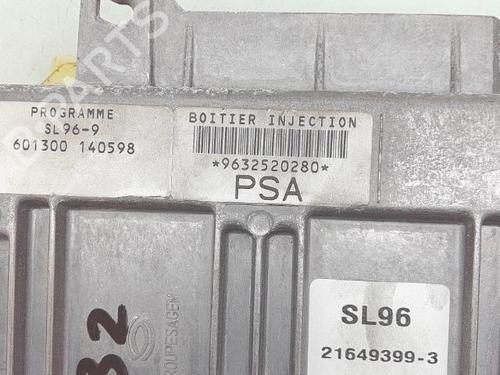 PROGRAMME
SL96-9
601300 140598
BOITIER INJECTION
*9632520280*
PSA
SL96
21649399-3